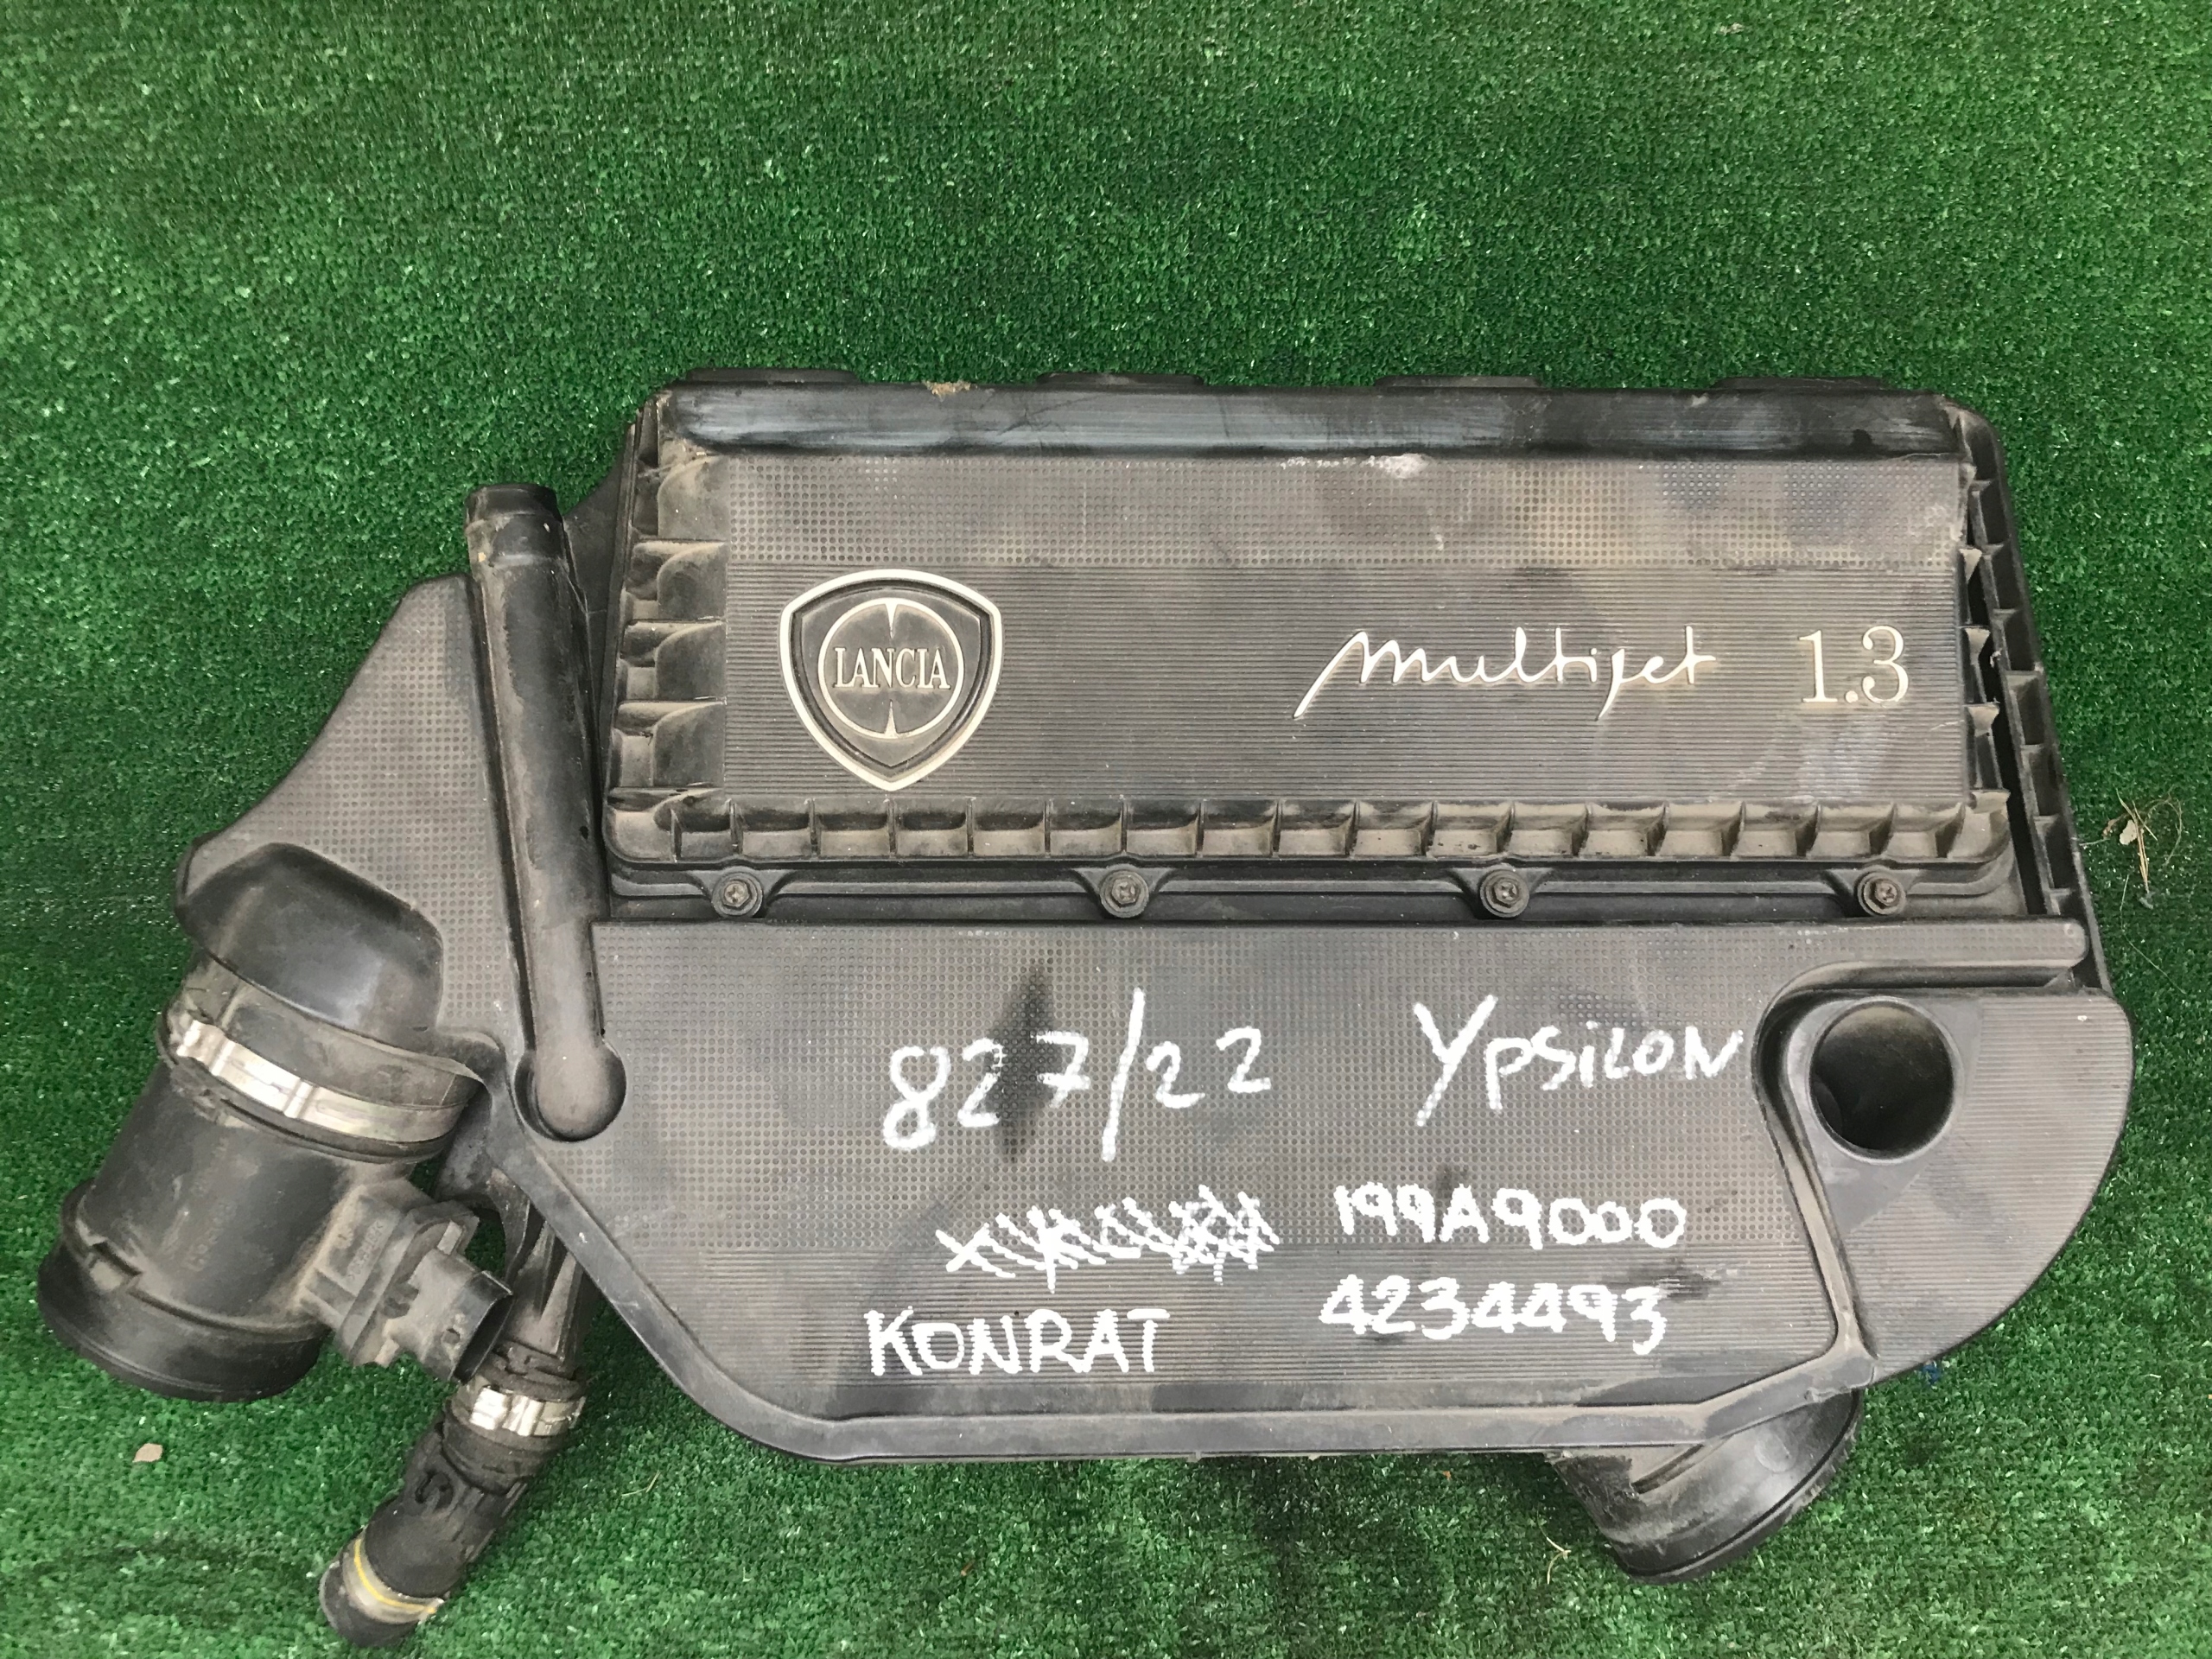 LANCIA
multijet 1.3
827/22 YPSiLON
199A9000
4234493
KONRAT